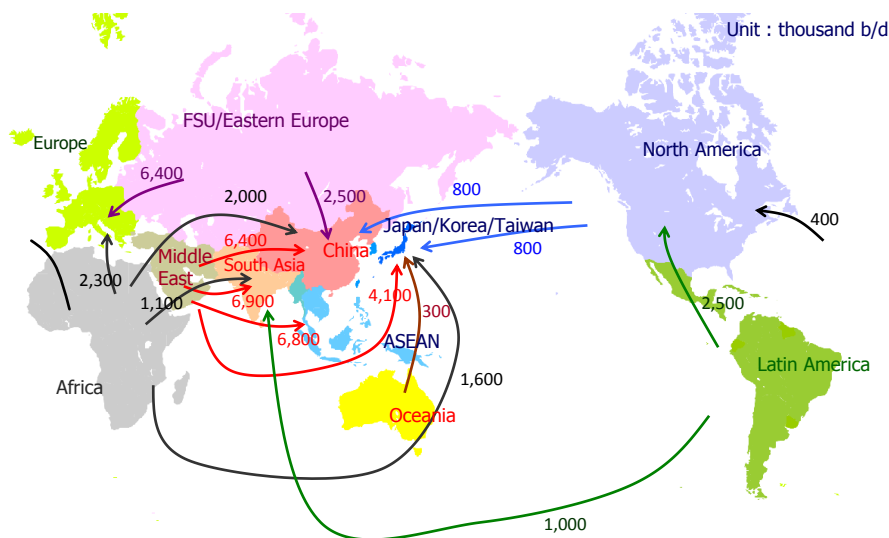 Unit : thousand b/d
FSU/Eastern Europe
Europe
North America
6,400
2,000
2,500
800
400
Japan/Korea/Taiwan
800
6,400
China
Middle
East
South Asia
2,300
1,100
6,900
4,100
300
2,500
6,800
ASEAN
Latin America
Africa
1,600
Oceania
1,000